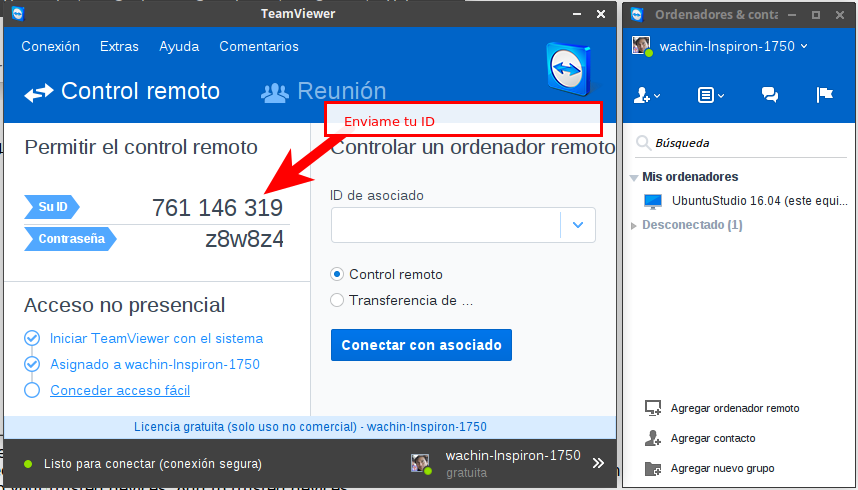 TeamViewer
Conexión Extras Ayuda Comentarios
Control remoto
Reunión
Enviame tu ID
Permitir el control remoto
Su ID 761 146 319
Contraseña z8w8z4
Acceso no presencial
Iniciar TeamViewer con el sistema
Asignado a wachin-Inspiron-1750
Conceder acceso fácil
Controlar un ordenador remoto
ID de asociado
Control remoto
Transferencia de ...
Conectar con asociado
Licencia gratuita (solo uso no comercial) - wachin-Inspiron-1750
Listo para conectar (conexión segura)
wachin-Inspiron-1750
gratuita
Ordenadores & conta
wachin-Inspiron-1750
Búsqueda
Mis ordenadores
UbuntuStudio 16.04 (este equi...
Desconectado (1)
Agregar ordenador remoto
Agregar contacto
Agregar nuevo grupo